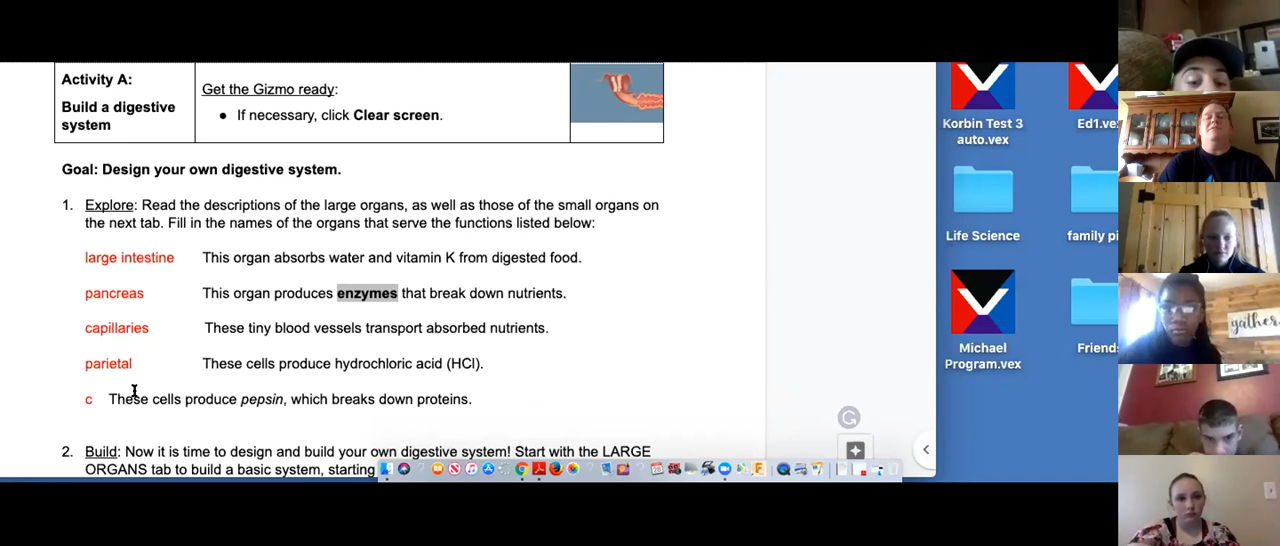 Activity A:
Build a digestive
system
Get the Gizmo ready:
● If necessary, click Clear screen.
Goal: Design your own digestive system.
1. Explore: Read the descriptions of the large organs, as well as those of the small organs on
the next tab. Fill in the names of the organs that serve the functions listed below:
large intestine This organ absorbs water and vitamin K from digested food.
pancreas This organ produces enzymes that break down nutrients.
capillaries These tiny blood vessels transport absorbed nutrients.
parietal These cells produce hydrochloric acid (HCl).
c These cells produce pepsin, which breaks down proteins.
2. Build: Now it is time to design and build your own digestive system! Start with the LARGE
ORGANS tab to build a basic system, starting
Korbin Test 3
auto.vex
Ed1.ve
Life Science
family pi
Michael
Program.vex
Friend
gather